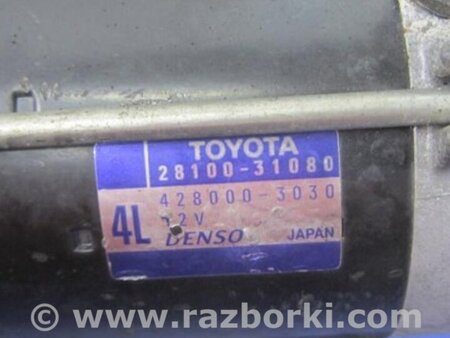 TOYOTA
28100-31080
428000-3030
12V
4L DENSO JAPAN
© www.razborki.com